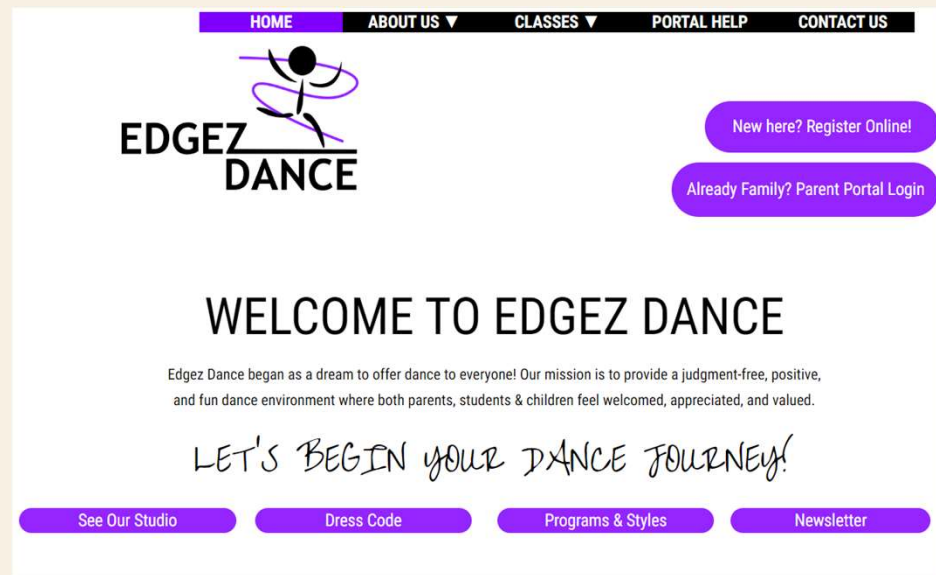 HOME ABOUT US ▼ CLASSES ▼ PORTAL HELP CONTACT US
EDGEZ
DANCE
New here? Register Online!
Already Family? Parent Portal Login
WELCOME TO EDGEZ DANCE
Edgez Dance began as a dream to offer dance to everyone! Our mission is to provide a judgment-free, positive,
and fun dance environment where both parents, students & children feel welcomed, appreciated, and valued.
LET'S BEGIN YOUR DANCE JOURNEY!
See Our Studio Dress Code Programs & Styles Newsletter